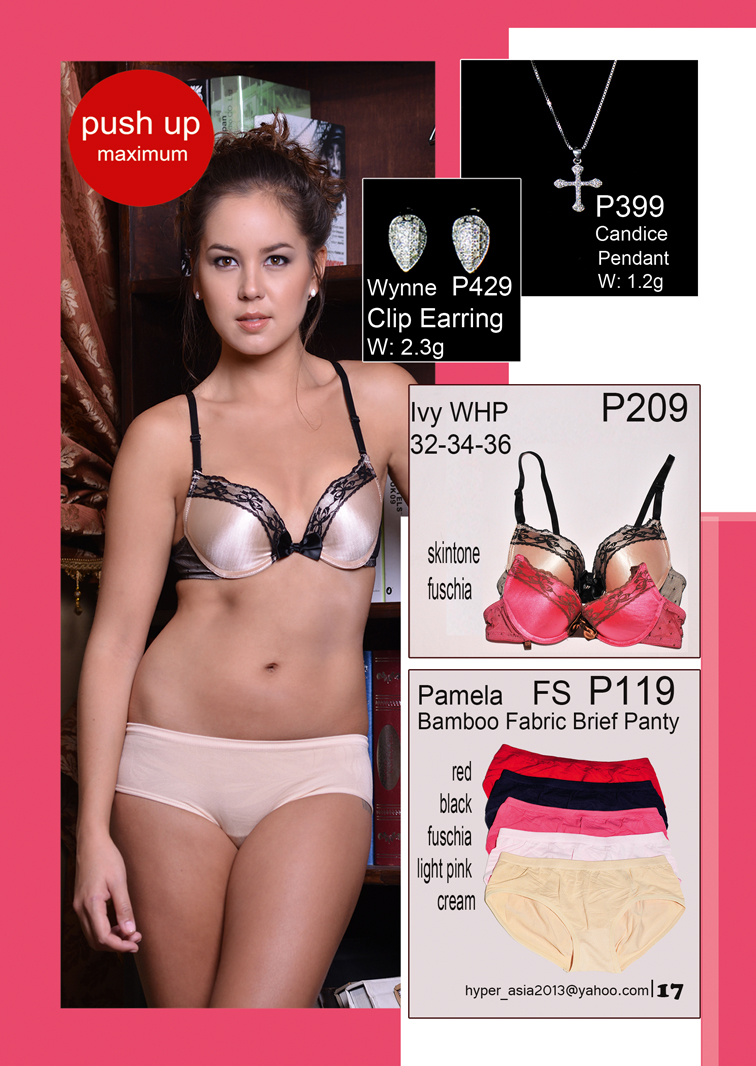 push up
maximum
P399
Candice
Pendant
W: 1.2g
Wynne P429
Clip Earring
W: 2.3g
Ivy WHP P209
32-34-36
skintone
fuschia
Pamela FS P119
Bamboo Fabric Brief Panty
red
black
fuschia
light pink
cream
hyper_asia2013@yahoo.com|17